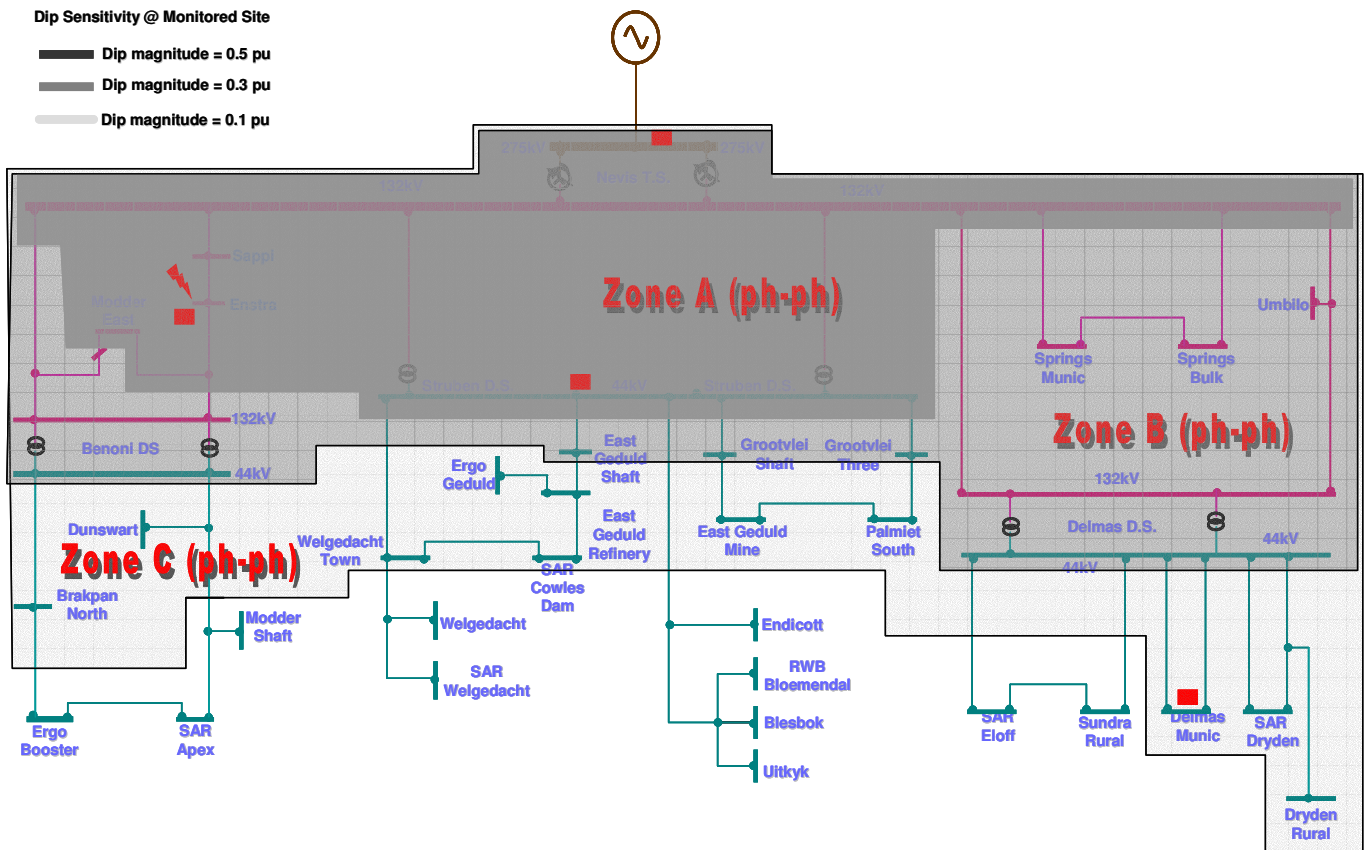 Dip Sensitivity @ Monitored Site
Dip magnitude = 0.5 pu
Dip magnitude = 0.3 pu
Dip magnitude = 0.1 pu
275kV
275kV
Nevis T.S.
133kV
132kV
Sappi
Enstra
Modder
East
Zone A (ph-ph)
Umbilo
Springs
Munic
Springs
Bulk
Struben D.S.
44kV
Struben D.S.
132kV
Benoni DS
44kV
Zone B (ph-ph)
East
Geduld
Shaft
Grootvlei
Shaft
Grootvlei
Three
Ergo
Geduld
132kV
Delmas D.S.
44kV
44kV
Dunswart
Zone C (ph-ph)
Welgedacht
Town
East
Geduld
Refinery
East Geduld
Mine
Palmiet
South
SAR
Cowles
Dam
Brakpan
North
Modder
Shaft
Welgedacht
Endicott
SAR
Welgedacht
RWB
Bloemendal
Blesbok
Uitkyk
Ergo
Booster
SAR
Apex
SAR
Eloff
Sundra
Rural
Delmas
Munic
SAR
Dryden
Dryden
Rural